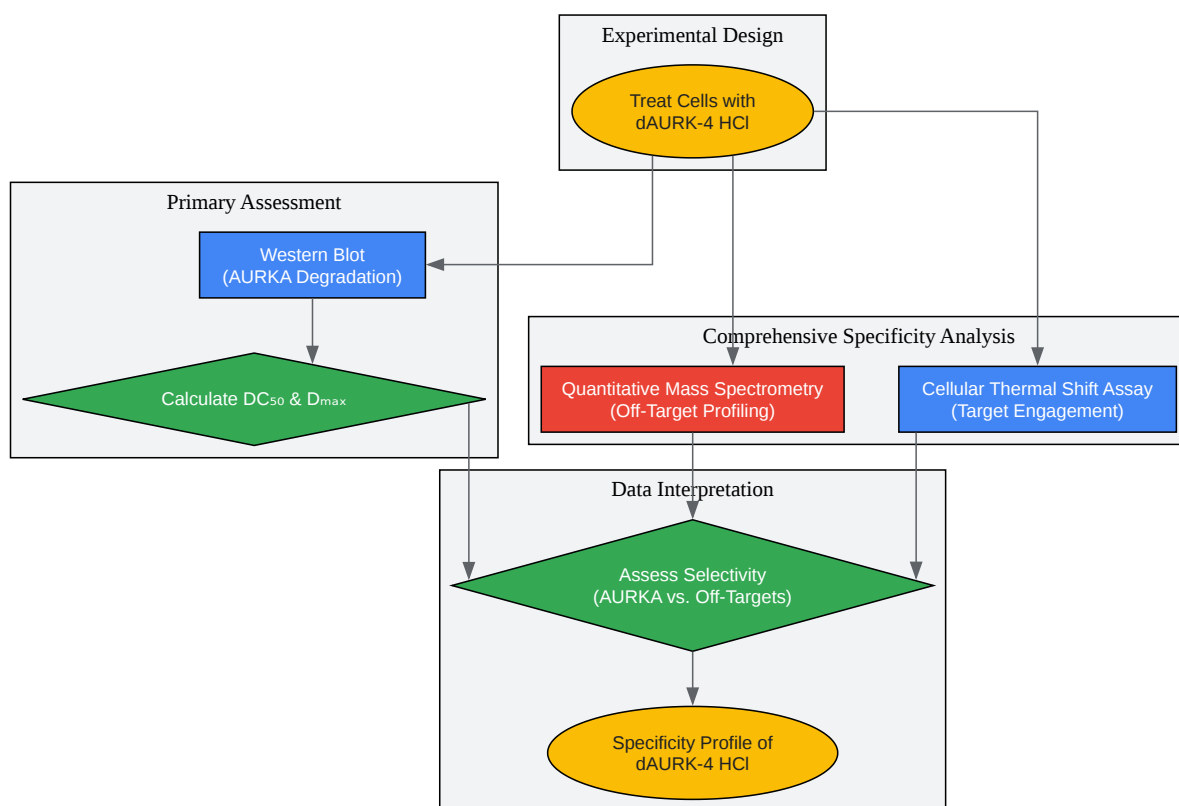 Experimental Design
Treat Cells with
dAURK-4 HCl
Primary Assessment
Western Blot
(AURKA Degradation)
Calculate DC₅₀ & Dₘₐₓ
Comprehensive Specificity Analysis
Quantitative Mass Spectrometry
(Off-Target Profiling)
Cellular Thermal Shift Assay
(Target Engagement)
Data Interpretation
Assess Selectivity
(AURKA vs. Off-Targets)
Specificity Profile of
dAURK-4 HCl